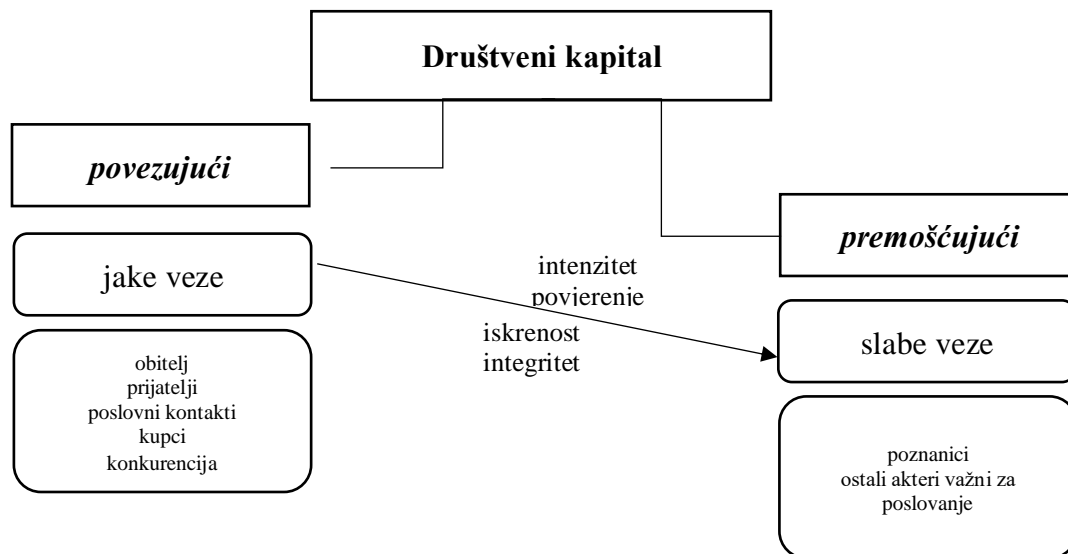 Društveni kapital
povezujući
premošćujući
jake veze
intenzitet
povjerenje
iskrenost
integritet
slabe veze
obitelj
prijatelji
poslovni kontakti
kupci
konkurencija
poznanici
ostali akteri važni za
poslovanje